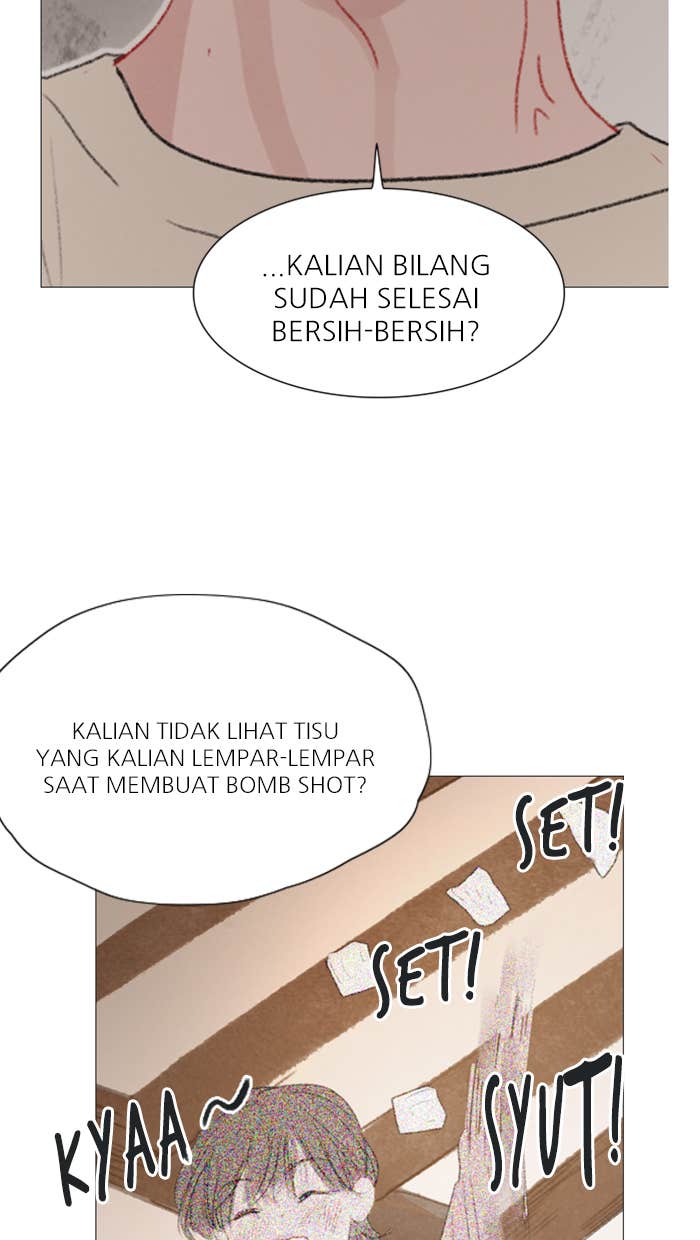 ...KALIAN BILANG
SUDAH SELESAI
BERSIH-BERSIH?
KALIAN TIDAK LIHAT TISU
YANG KALIAN LEMPAR-LEMPAR
SAAT MEMBUAT BOMB SHOT?
SET!
SET!
KYAA~
SYUT!